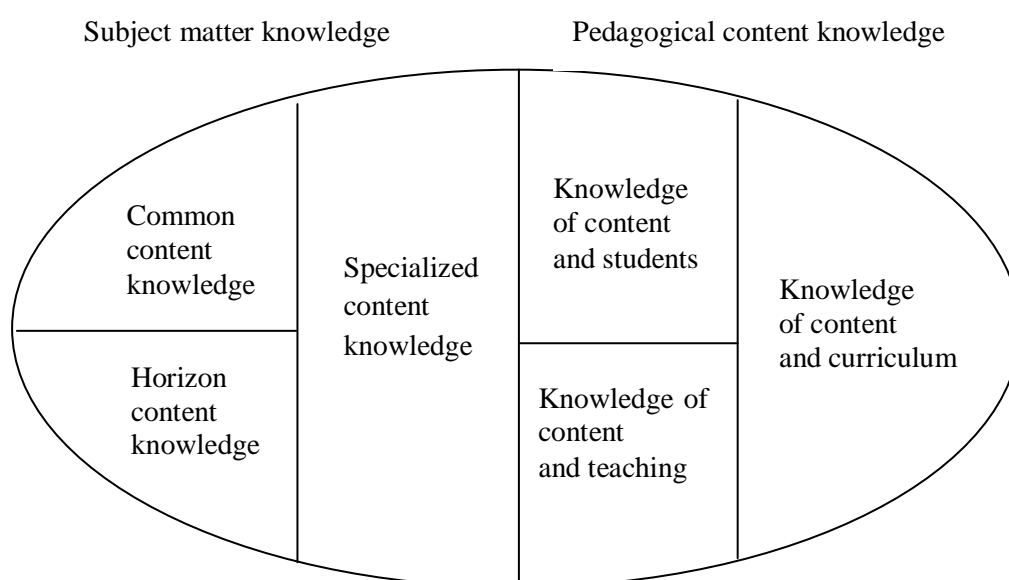 Subject matter knowledge
Pedagogical content knowledge
Common
content
knowledge
Horizon
content
knowledge
Specialized
content
knowledge
Knowledge
of content
and students
Knowledge of
content
and teaching
Knowledge
of content
and curriculum